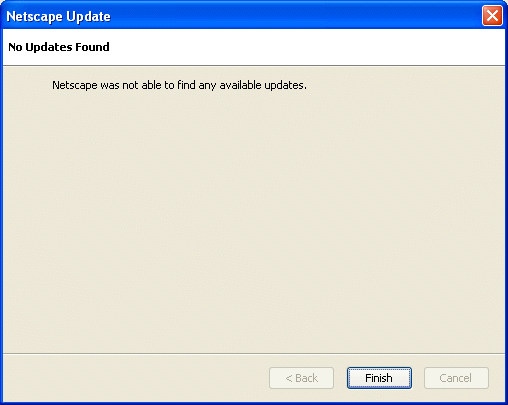 Netscape Update
No Updates Found
Netscape was not able to find any available updates.
< Back Finish Cancel